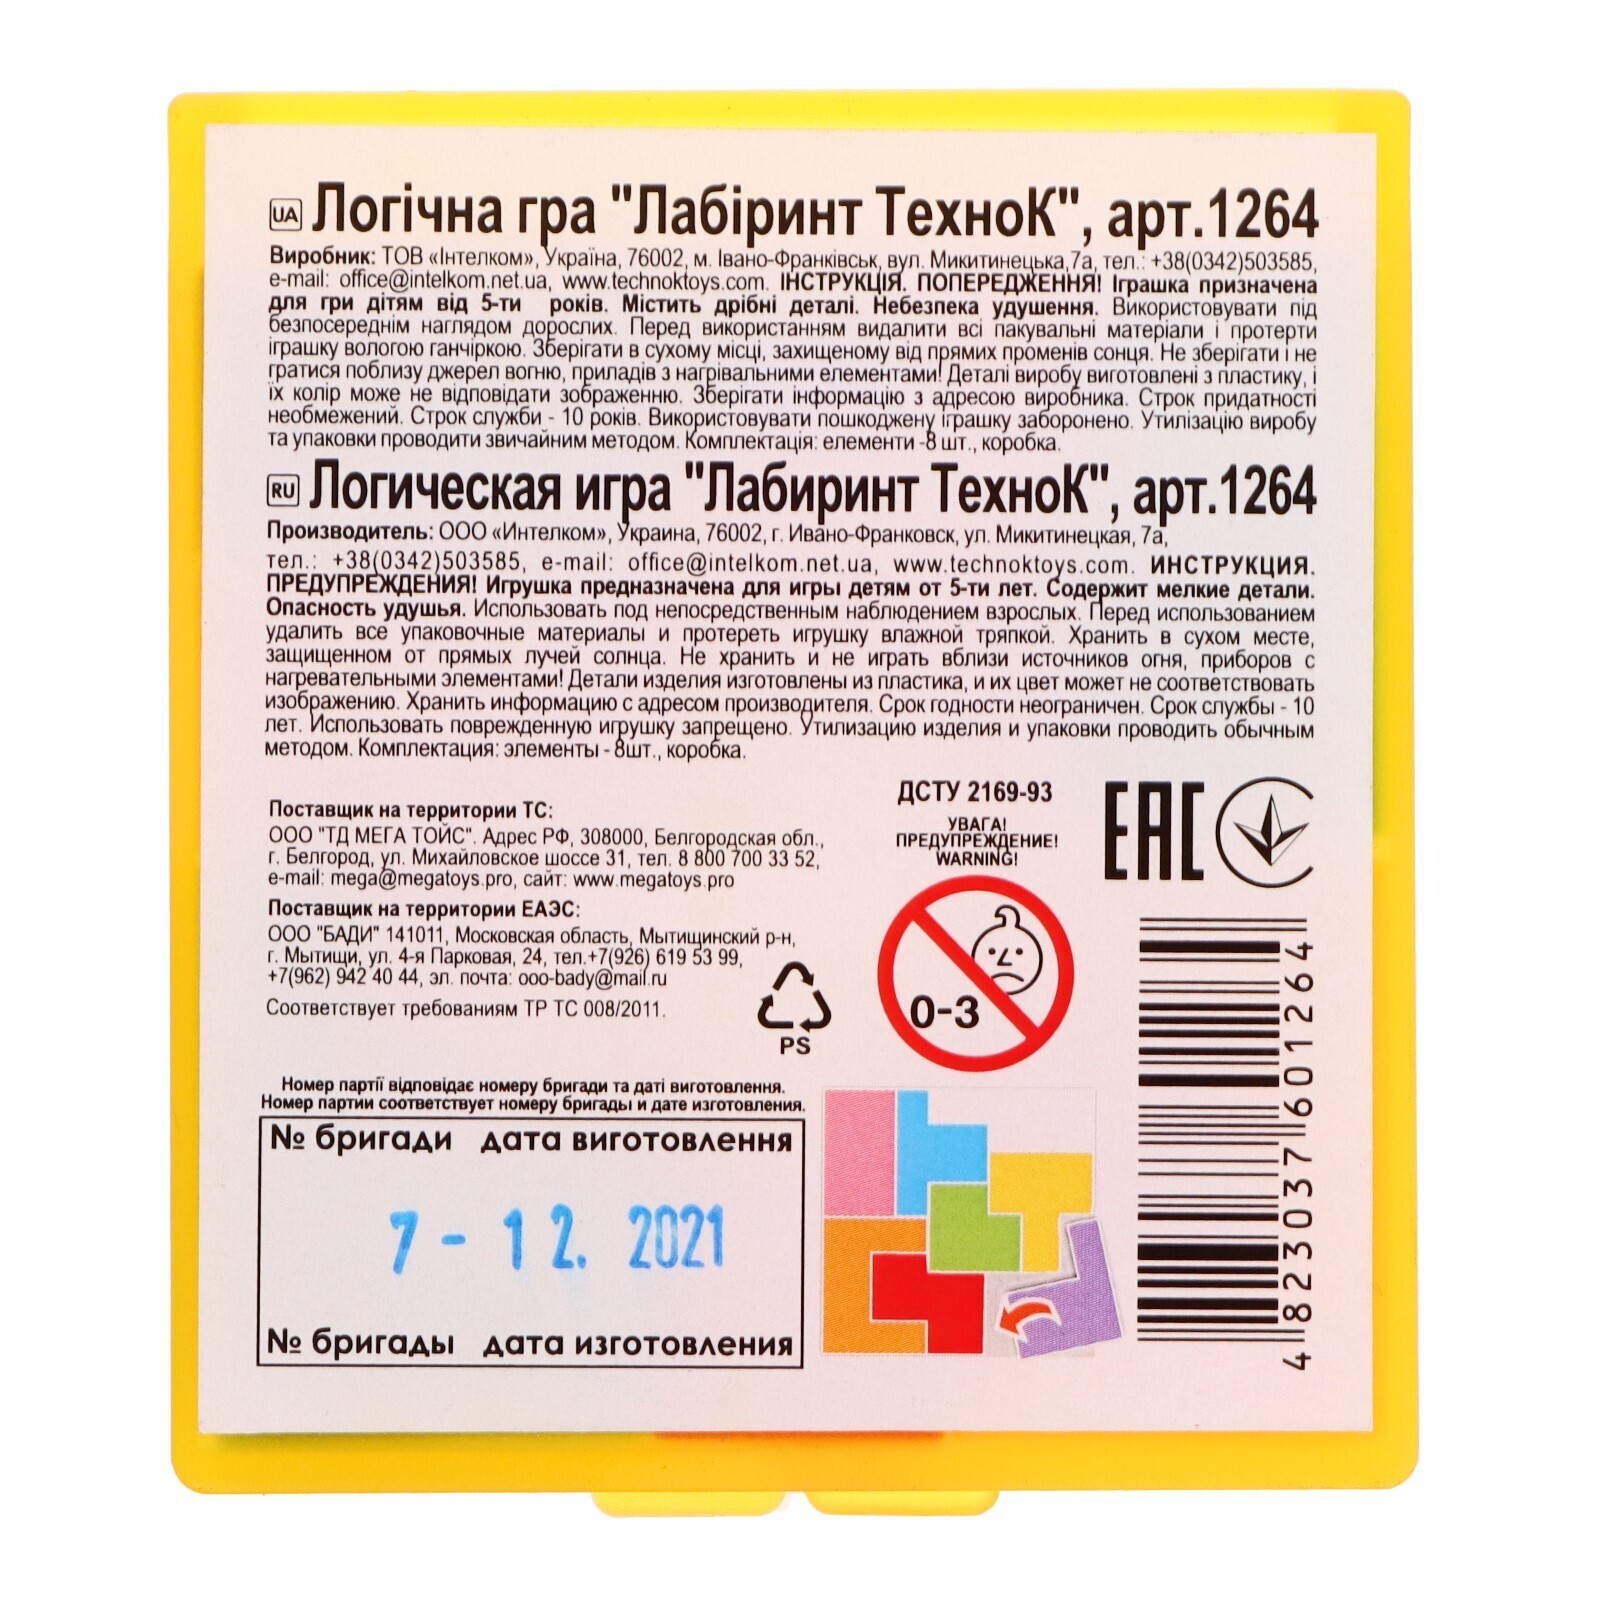 UA Логічна гра "Лабіринт ТехноК", арт.1264
Виробник: ТОВ «Інтелком», Україна, 76002, м. Івано-Франківськ, вул. Микитинецька,7а, тел.: +38(0342)503585,
e-mail: office@intelkom.net.ua, www.technoktoys.com. ІНСТРУКЦІЯ. ПОПЕРЕДЖЕННЯ! Іграшка призначена
для гри дітям від 5-ти років. Містить дрібні деталі. Небезпека удушення. Використовувати під
безпосереднім наглядом дорослих. Перед використанням видалити всі пакувальні матеріали і протерти
іграшку вологою ганчіркою. Зберігати в сухому місці, захищеному від прямих променів сонця. Не зберігати і не
гратися поблизу джерел вогню, приладів з нагрівальними елементами! Деталі виробу виготовлені з пластику, і
їх колір може не відповідати зображенню. Зберігати інформацію з адресою виробника. Строк придатності
необмежений. Строк служби - 10 років. Використовувати пошкоджену іграшку заборонено. Утилізацію виробу
та упаковки проводити звичайним методом. Комплектація: елементи -8 шт., коробка.
RU Логическая игра "Лабиринт ТехноК", арт.1264
Производитель: ООО «Интелком», Украина, 76002, г. Ивано-Франковск, ул. Микитинецкая, 7а,
тел.: +38(0342)503585, e-mail: office@intelkom.net.ua, www.technoktoys.com. ИНСТРУКЦИЯ.
ПРЕДУПРЕЖДЕНИЯ! Игрушка предназначена для игры детям от 5-ти лет. Содержит мелкие детали.
Опасность удушья. Использовать под непосредственным наблюдением взрослых. Перед использованием
удалить все упаковочные материалы и протереть игрушку влажной тряпкой. Хранить в сухом месте,
защищенном от прямых лучей солнца. Не хранить и не играть вблизи источников огня, приборов с
нагревательными элементами! Детали изделия изготовлены из пластика, и их цвет может не соответствовать
изображению. Хранить информацию с адресом производителя. Срок годности неограничен. Срок службы - 10
лет. Использовать поврежденную игрушку запрещено. Утилизацию изделия и упаковки проводить обычным
методом. Комплектация: элементы - 8шт., коробка.
Поставщик на территории ТС:
ООО "ТД МЕГА ТОЙС". Адрес РФ, 308000, Белгородская обл.,
г. Белгород, ул. Михайловское шоссе 31, тел. 8 800 700 33 52,
e-mail: mega@megatoys.pro, сайт: www.megatoys.pro
Поставщик на территории ЕАЭС:
ООО "БАДИ" 141011, Московская область, Мытищинский р-н,
г. Мытищи, ул. 4-я Парковая, 24, тел.+7(926) 619 53 99,
+7(962) 942 40 44, эл. почта: ooo-bady@mail.ru
Соответствует требованиям ТР ТС 008/2011.
PS
ДСТУ 2169-93
УВАГА!
ПРЕДУПРЕЖДЕНИЕ!
WARNING!
0-3
EAC
4 823037 601264
Номер партії відповідає номеру бригади та даті виготовлення.
Номер партии соответствует номеру бригады и дате изготовления.
№ бригади дата виготовлення
7 - 12. 2021
№ бригады дата изготовления